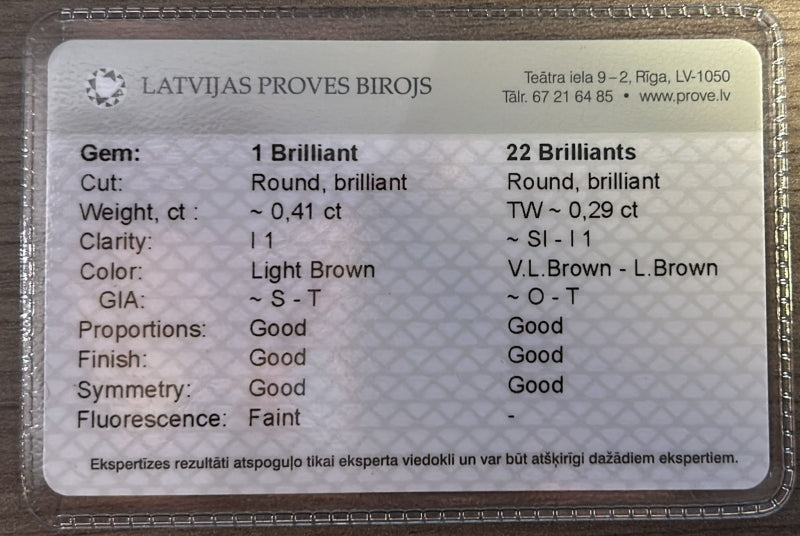 LATVIJAS PROVES BIROJS
Teātra iela 9–2, Rīga, LV-1050
Tālr. 67 21 64 85 • www.prove.lv
Gem: 1 Brilliant 22 Brilliants
Cut: Round, brilliant Round, brilliant
Weight, ct : ~ 0,41 ct TW ~ 0,29 ct
Clarity: I 1 ~ SI - I 1
Color: Light Brown V.L.Brown - L.Brown
GIA: ~ S - T ~ O - T
Proportions: Good Good
Finish: Good Good
Symmetry: Good Good
Fluorescence: Faint -
Ekspertīzes rezultāti atspoguļo tikai eksperta viedokli un var būt atšķirīgi dažādiem ekspertiem.